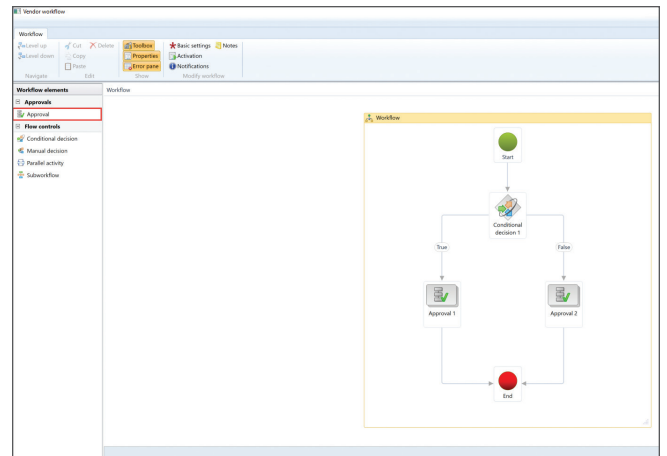 Vendor workflow
Workflow
Level up Cut Delete Toolbox Basic settings Notes
Level down Copy Properties Activation
Paste Error pane Notifications
Navigate Edit Show Modify workflow
Workflow elements Workflow
Approvals
Approval
Workflow
Flow controls
Conditional decision
Manual decision
Parallel activity
Subworkflow
Start
Conditional
decision 1
True False
Approval 1 Approval 2
End